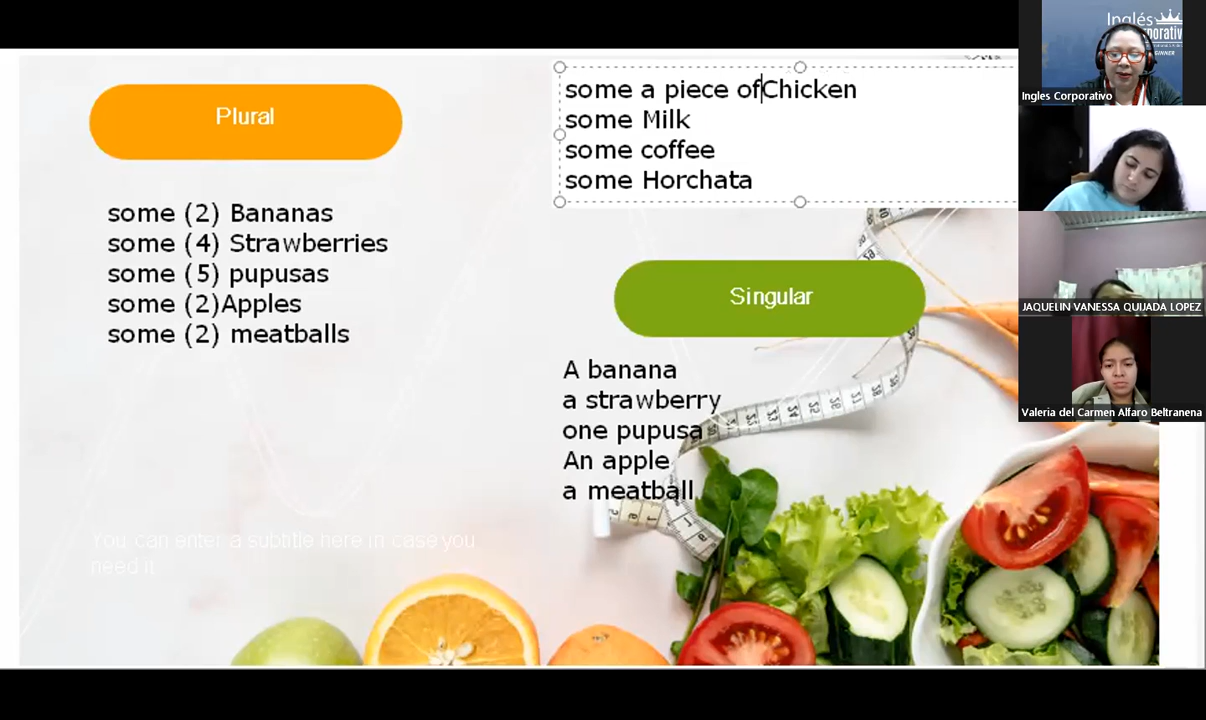 Plural
some (2) Bananas
some (4) Strawberries
some (5) pupusas
some (2)Apples
some (2) meatballs
You can enter a subtitle here in case you
need it
some a piece ofChicken
some Milk
some coffee
some Horchata
Singular
A banana
a strawberry
one pupusa
An apple
a meatball
Inglés
Ingles Corporativo
JAQUELIN VANESSA QUIJADA LOPEZ
Valeria del Carmen Alfaro Beltranena